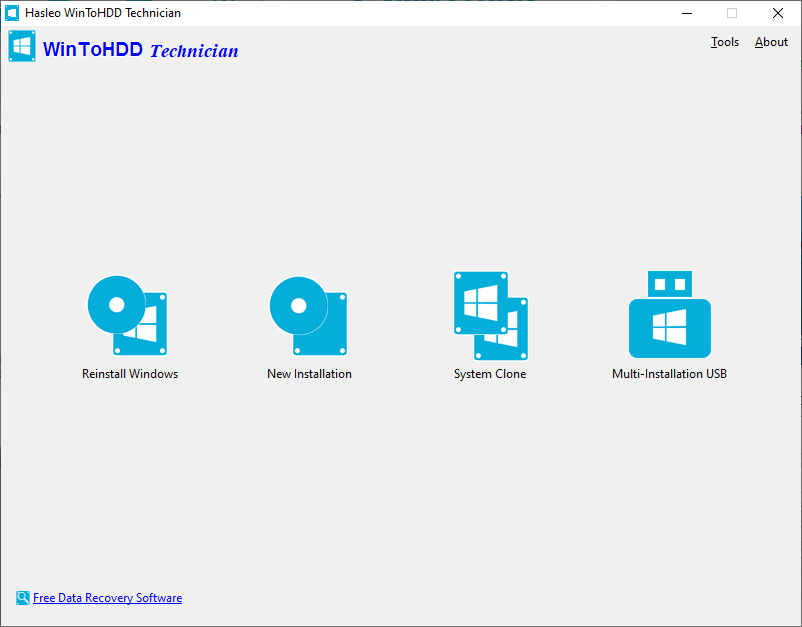 Hasleo WinToHDD Technician
WinToHDD Technician
Tools About
Reinstall Windows
New Installation
System Clone
Multi-Installation USB
Free Data Recovery Software